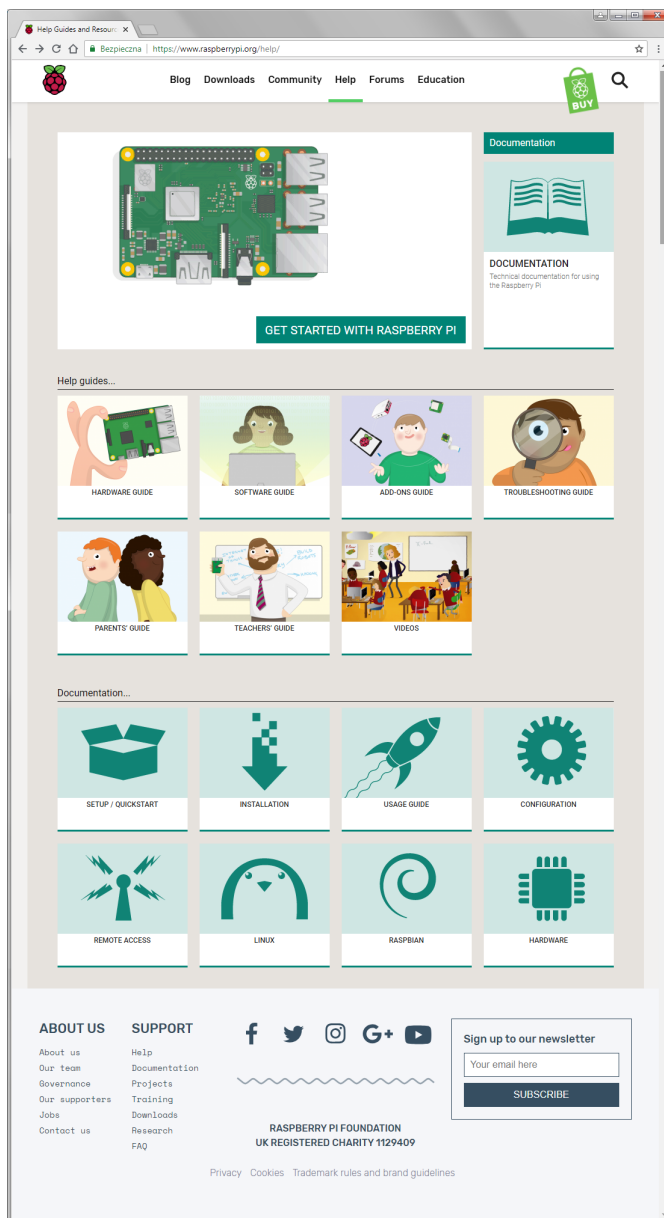 Help Guides and Resourc
Bezpieczna | https://www.raspberrypi.org/help/
Blog Downloads Community Help Forums Education
BUY
Documentation
DOCUMENTATION
Technical documentation for using
the Raspberry Pi
GET STARTED WITH RASPBERRY PI
Help guides...
HARDWARE GUIDE
SOFTWARE GUIDE
ADD-ONS GUIDE
TROUBLESHOOTING GUIDE
PARENTS' GUIDE
TEACHERS' GUIDE
VIDEOS
Documentation...
SETUP / QUICKSTART
INSTALLATION
USAGE GUIDE
CONFIGURATION
REMOTE ACCESS
LINUX
RASPBIAN
HARDWARE
ABOUT US
About us
Our team
Governance
Our supporters
Jobs
Contact us
SUPPORT
Help
Documentation
Projects
Training
Downloads
Research
FAQ
G+
RASPBERRY PI FOUNDATION
UK REGISTERED CHARITY 1129409
Sign up to our newsletter
Your email here
SUBSCRIBE
Privacy Cookies Trademark rules and brand guidelines